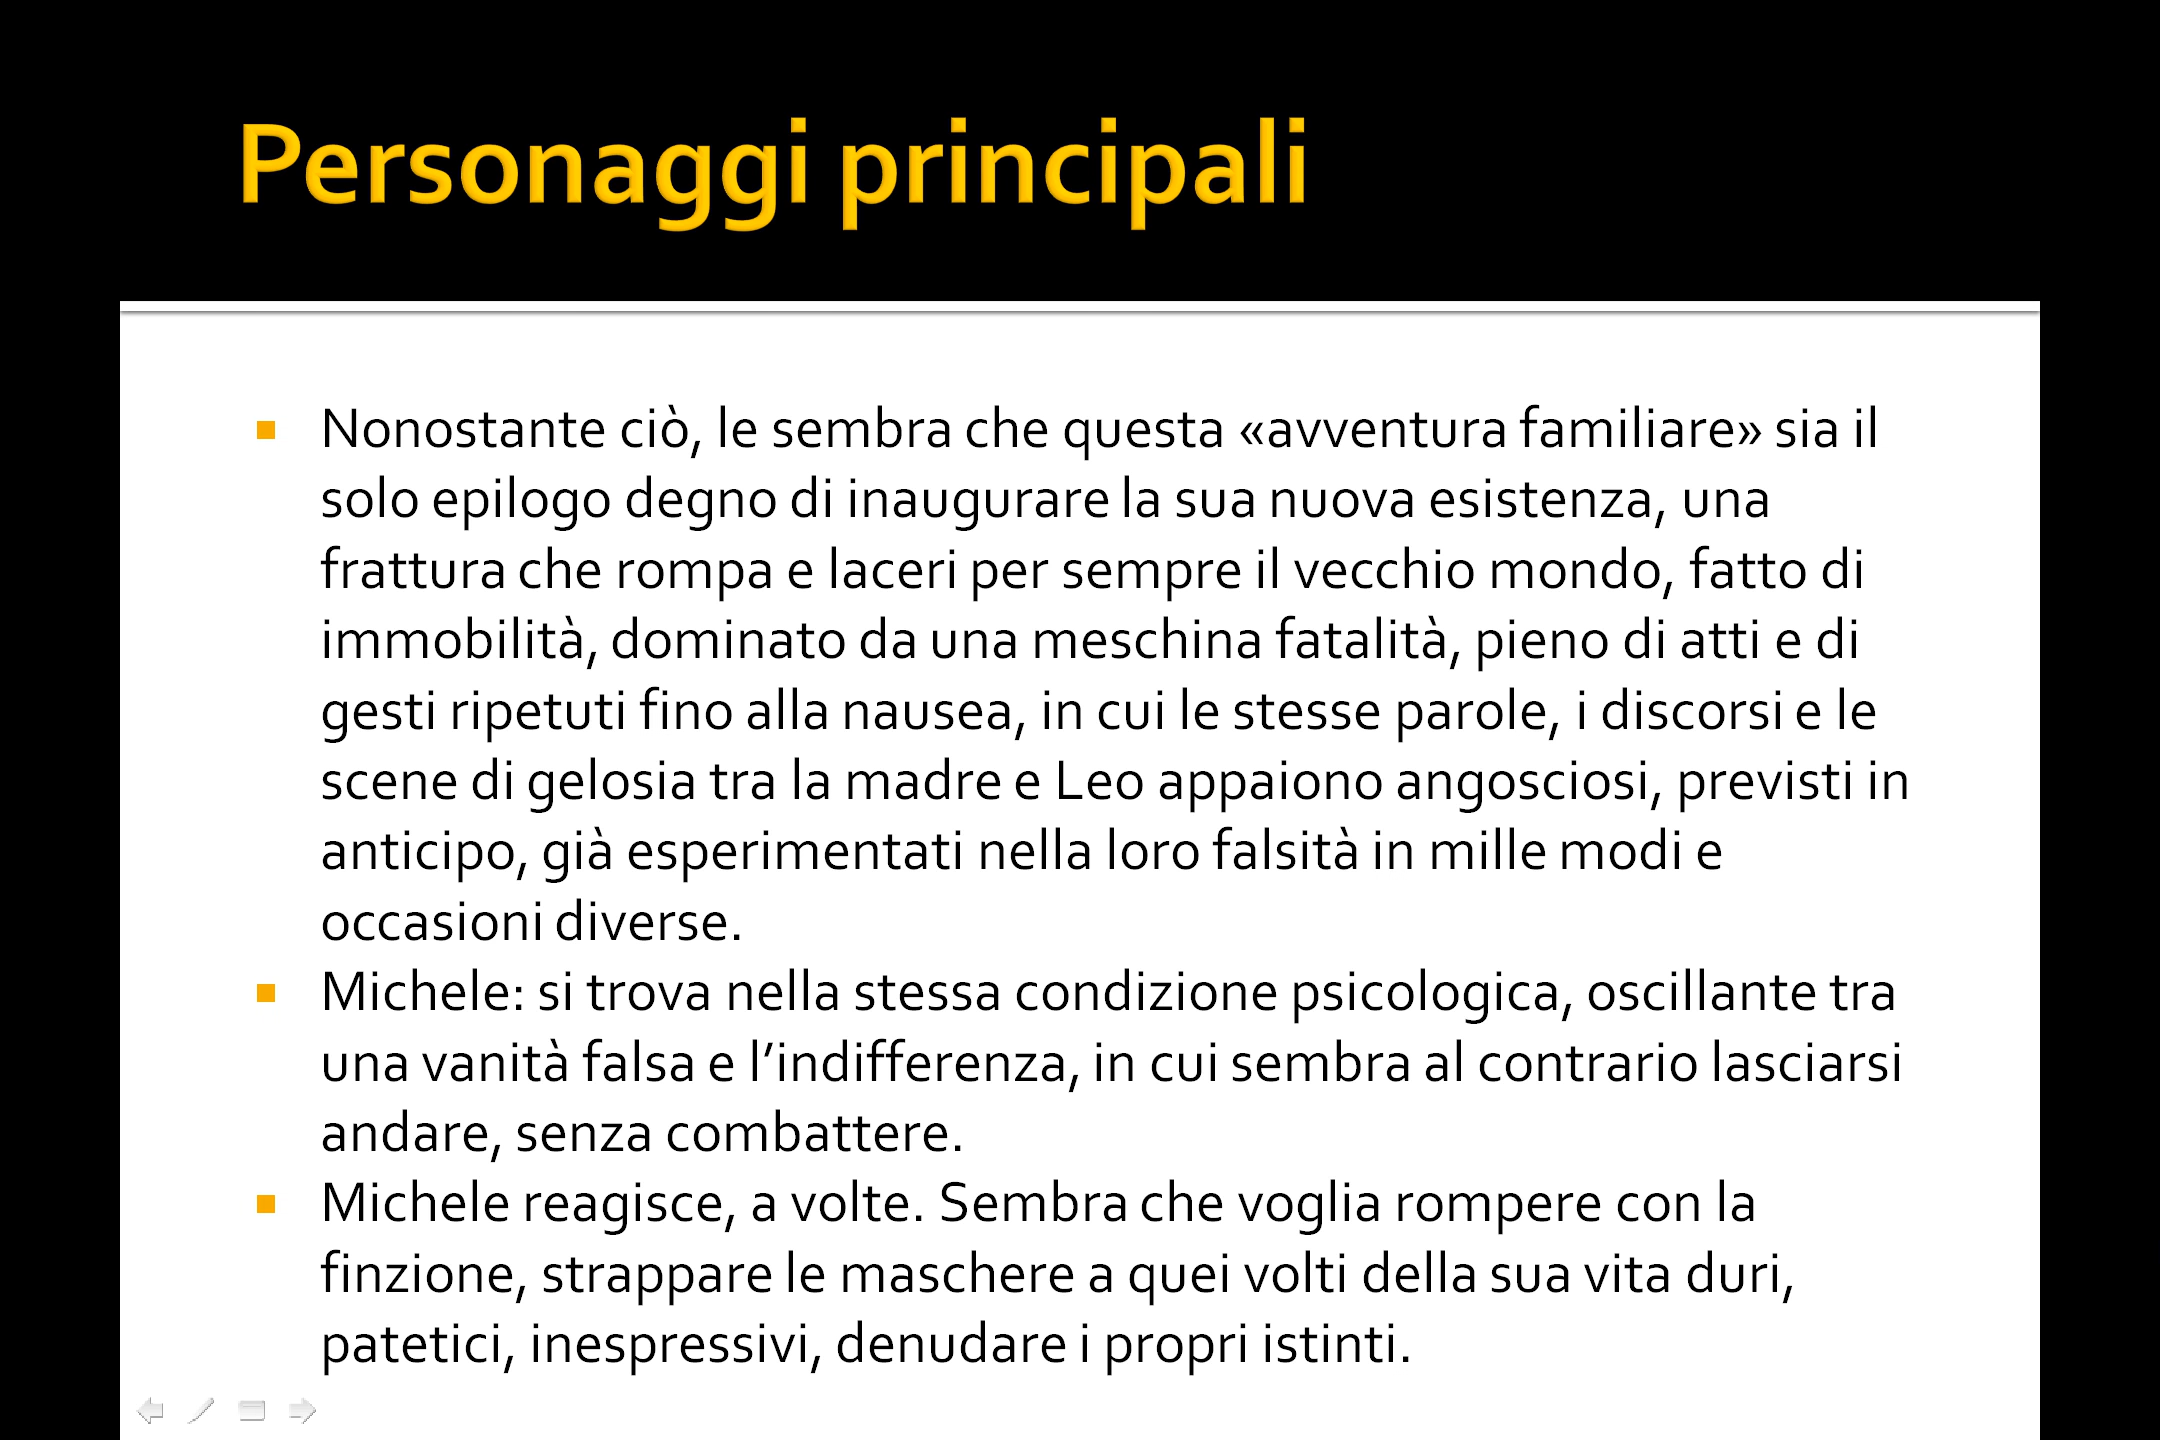 Personaggi principali
Nonostante ciò, le sembra che questa «avventura familiare» sia il
solo epilogo degno di inaugurare la sua nuova esistenza, una
frattura che rompa e laceri per sempre il vecchio mondo, fatto di
immobilità, dominato da una meschina fatalità, pieno di atti e di
gesti ripetuti fino alla nausea, in cui le stesse parole, i discorsi e le
scene di gelosia tra la madre e Leo appaiono angosciosi, previsti in
anticipo, già esperimentati nella loro falsità in mille modi e
occasioni diverse.
Michele: si trova nella stessa condizione psicologica, oscillante tra
una vanità falsa e l’indifferenza, in cui sembra al contrario lasciarsi
andare, senza combattere.
Michele reagisce, a volte. Sembra che voglia rompere con la
finzione, strappare le maschere a quei volti della sua vita duri,
patetici, inespressivi, denudare i propri istinti.